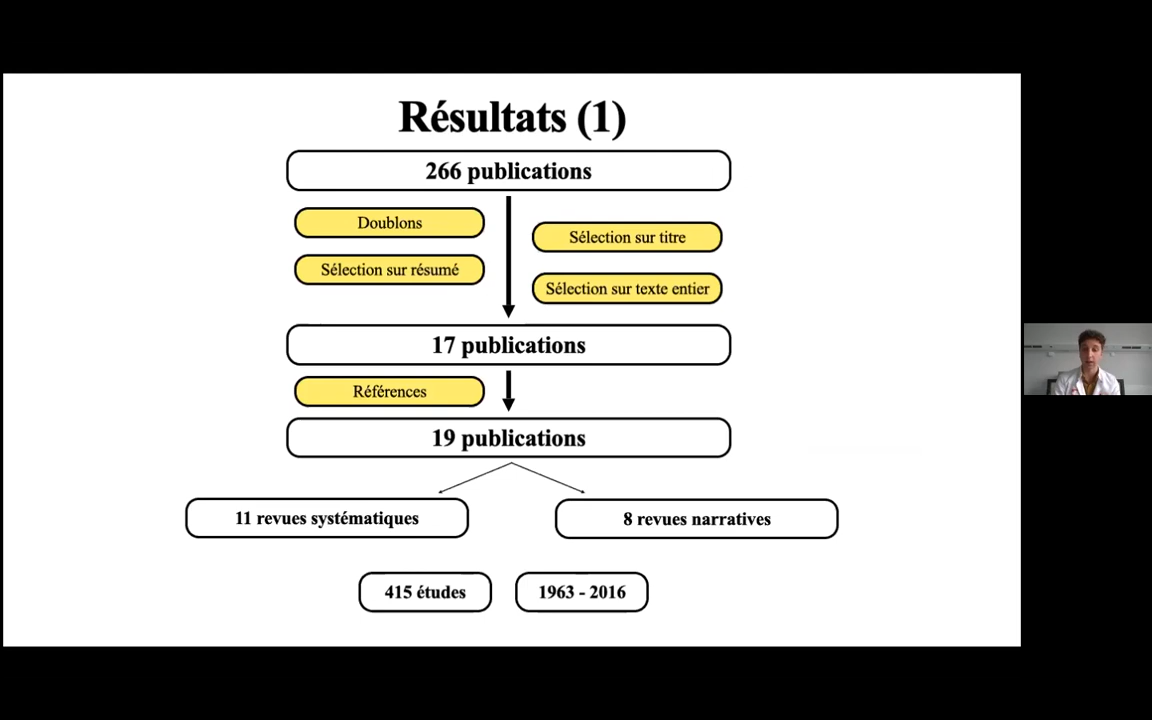 Résultats (1)
266 publications
Doublons
Sélection sur titre
Sélection sur résumé
Sélection sur texte entier
17 publications
Références
19 publications
11 revues systématiques
8 revues narratives
415 études
1963 - 2016